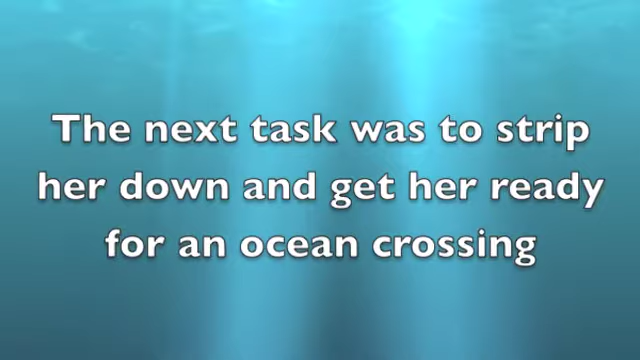 The next task was to strip
her down and get her ready
for an ocean crossing